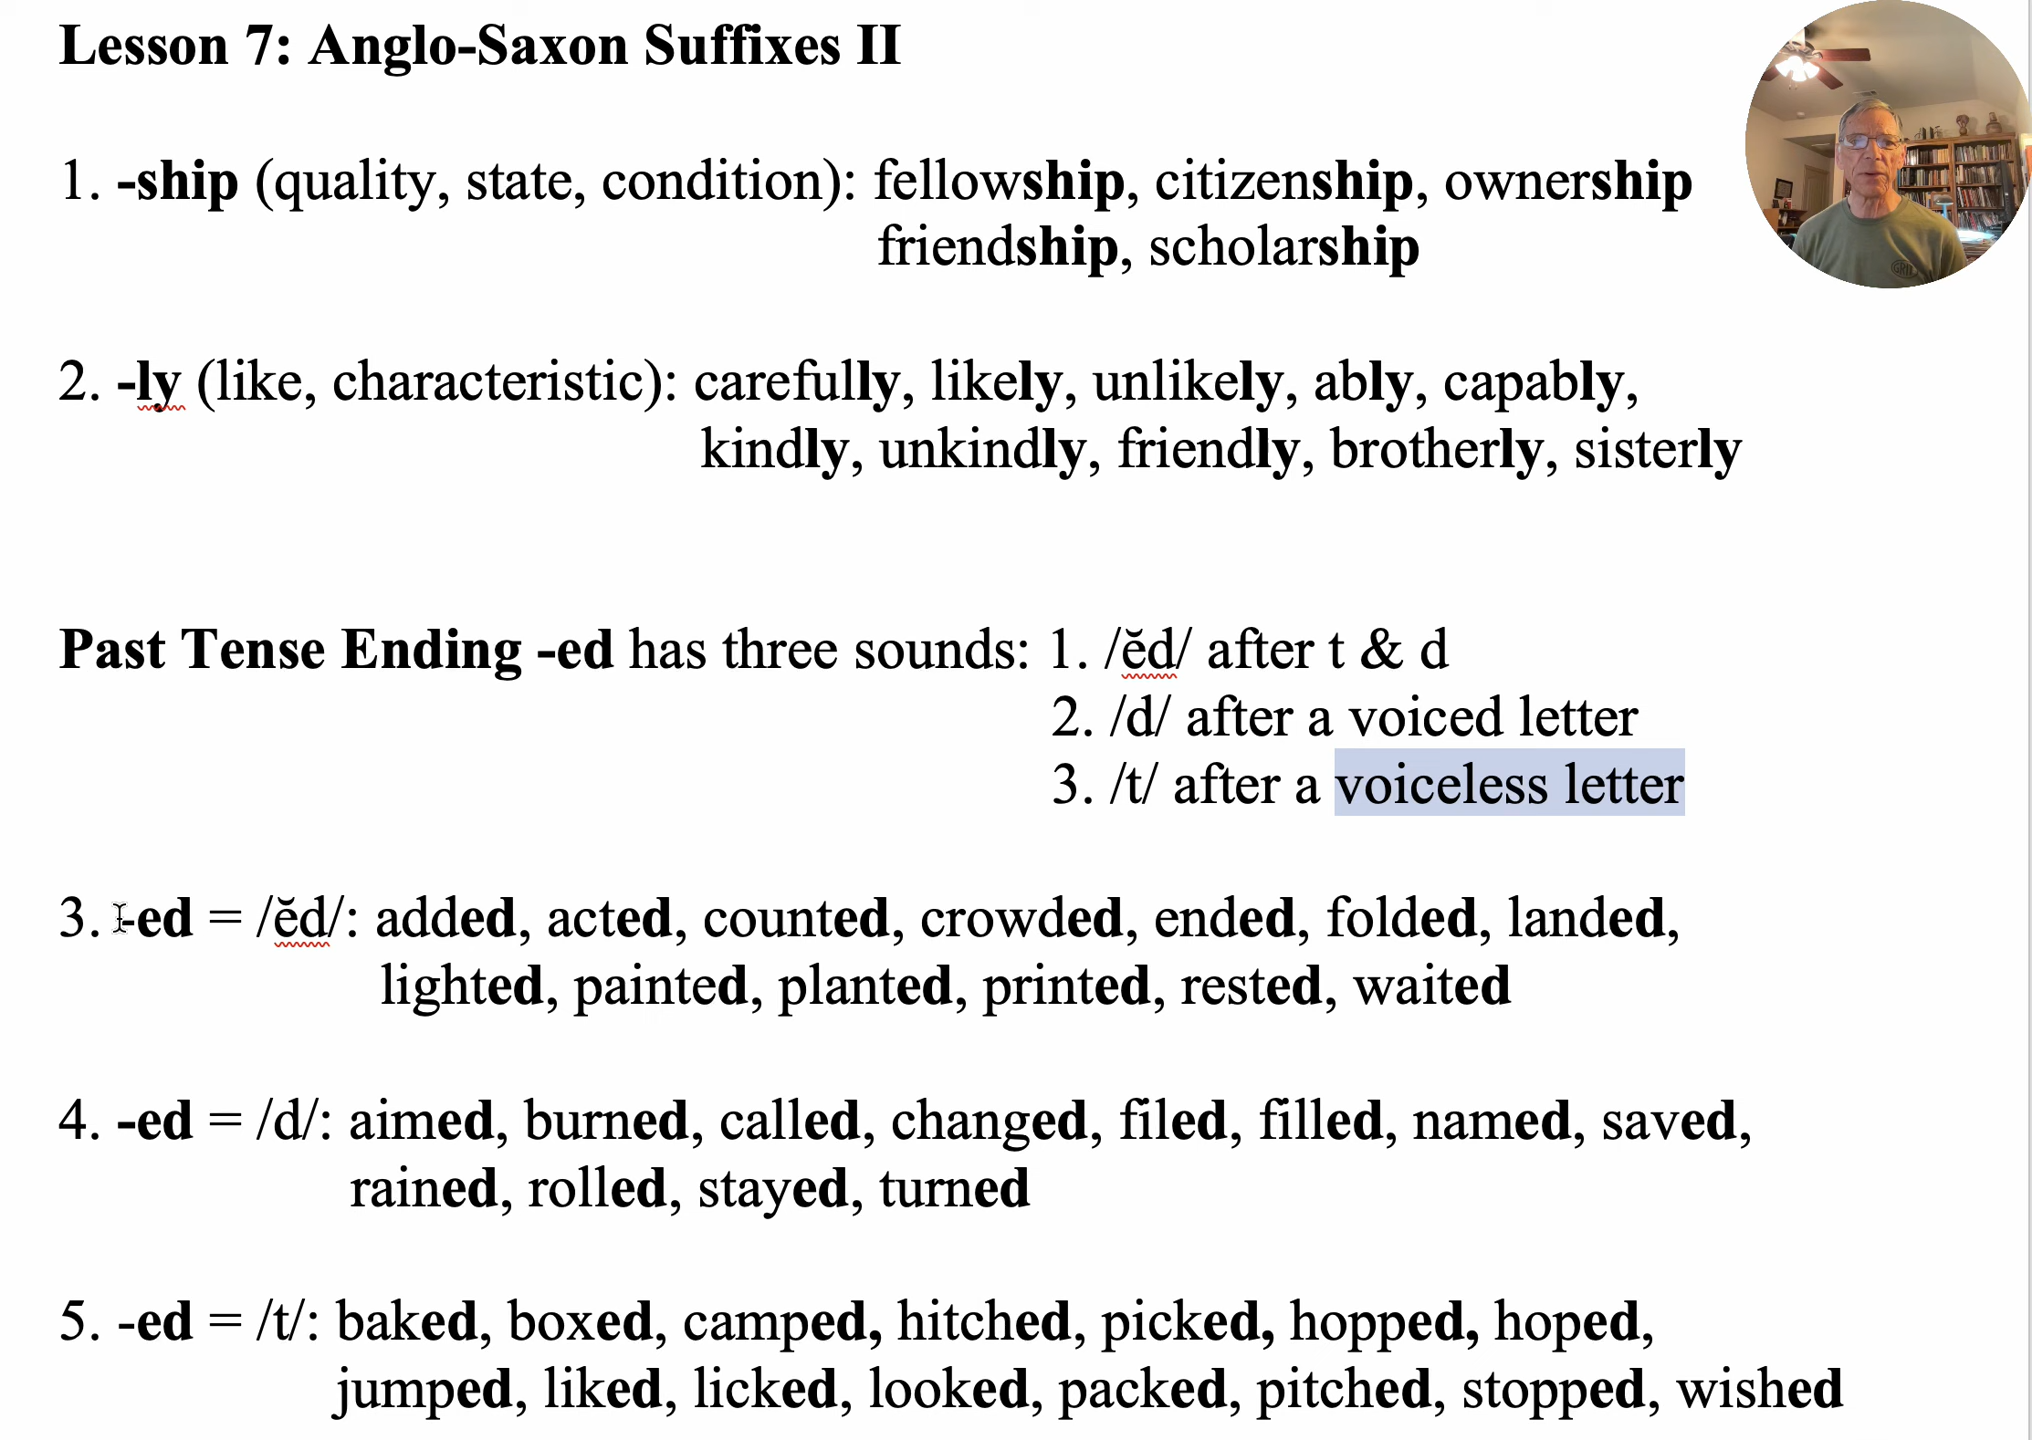 Lesson 7: Anglo-Saxon Suffixes II
1. -ship (quality, state, condition): fellowship, citizenship, ownership
friendship, scholarship
2. -ly (like, characteristic): carefully, likely, unlikely, ably, capably,
kindly, unkindly, friendly, brotherly, sisterly
Past Tense Ending -ed has three sounds: 1. /ĕd/ after t & d
2. /d/ after a voiced letter
3. /t/ after a voiceless letter
3. -ed = /ĕd/: added, acted, counted, crowded, ended, folded, landed,
lighted, painted, planted, printed, rested, waited
4. -ed = /d/: aimed, burned, called, changed, filed, filled, named, saved,
rained, rolled, stayed, turned
5. -ed = /t/: baked, boxed, camped, hitched, picked, hopped, hoped,
jumped, liked, licked, looked, packed, pitched, stopped, wished